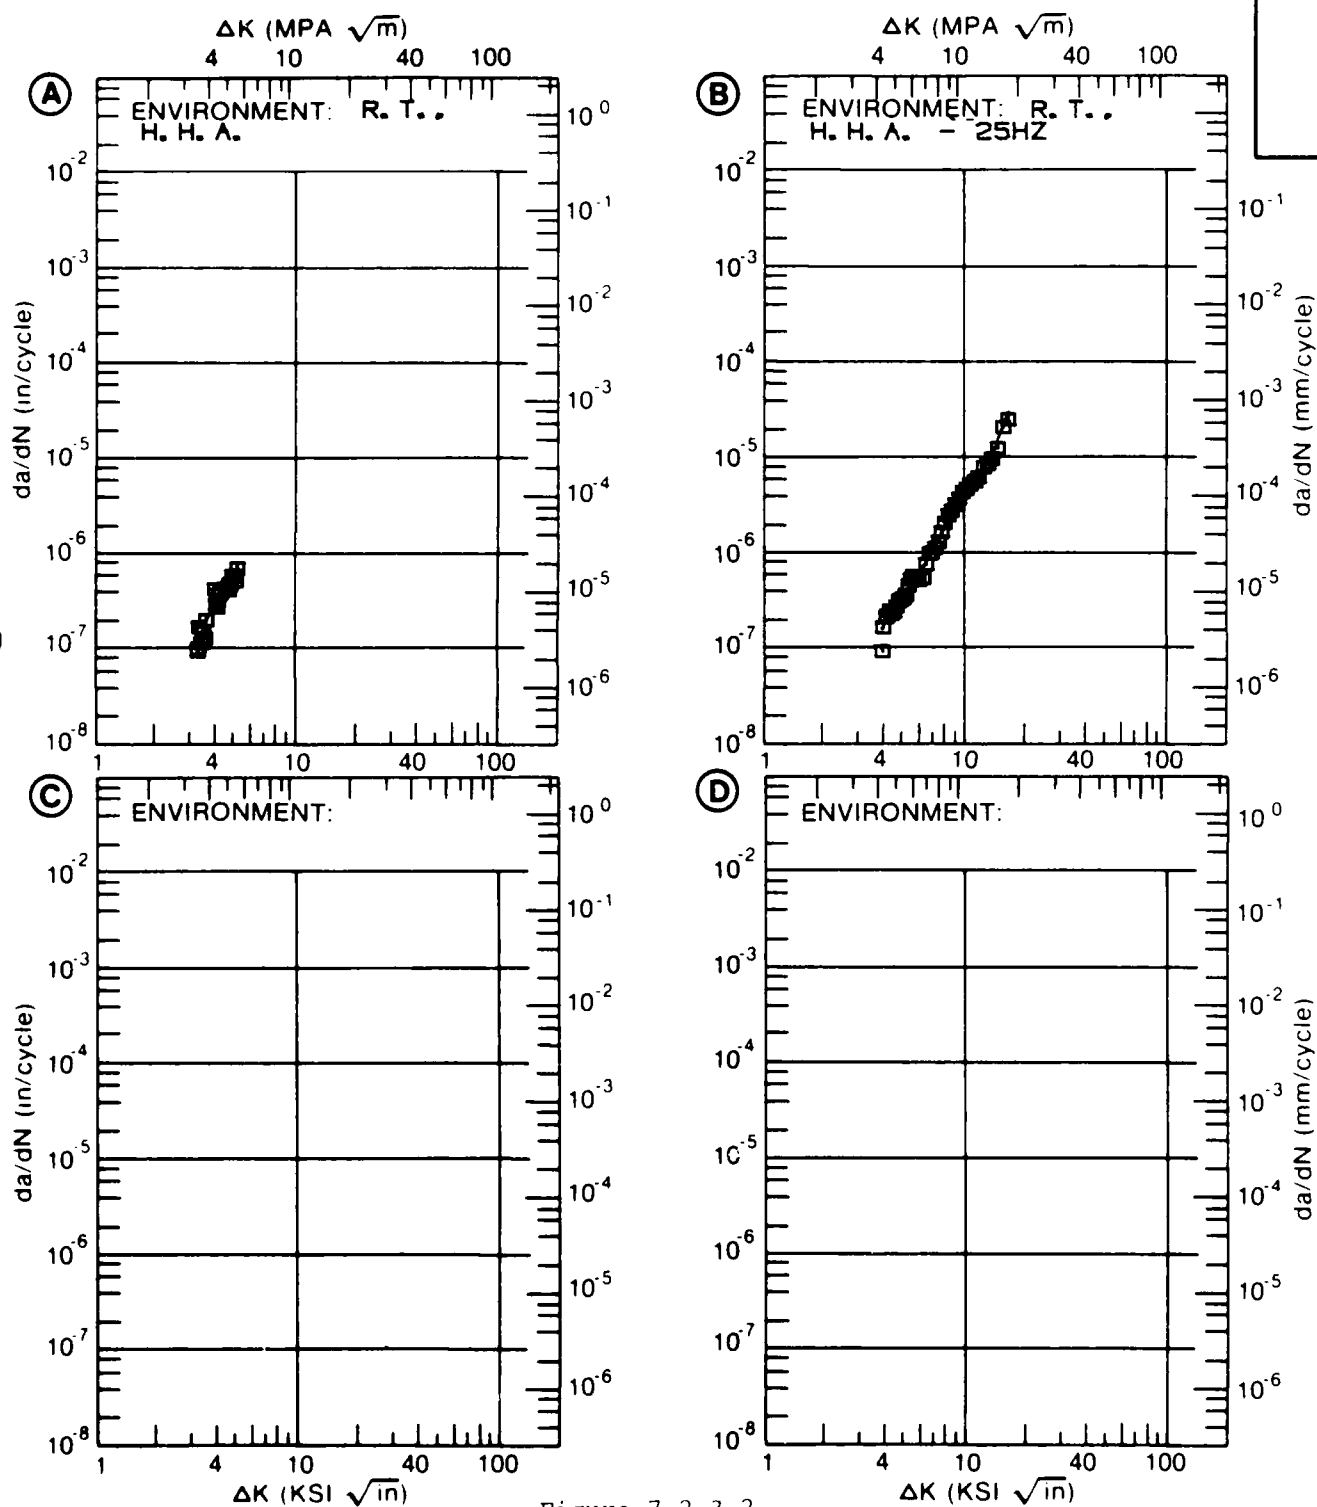 ΔK (MPA √m)
4 10 40 100
A
ENVIRONMENT: R. T.,
H. H. A.
10^0
10^-1
10^-2
10^-3
10^-4
10^-5
10^-6
10^-2
10^-3
10^-4
10^-5
10^-6
10^-7
10^-8
da/dN (in/cycle)
1 4 10 40 100
ΔK (MPA √m)
4 10 40 100
B
ENVIRONMENT: R. T.,
H. H. A. - 25HZ
10^-2
10^-3
10^-4
10^-5
10^-6
10^-7
10^-8
10^-1
10^-2
10^-3
10^-4
10^-5
10^-6
da/dN (mm/cycle)
1 4 10 40 100
C
ENVIRONMENT:
10^-2
10^-3
10^-4
10^-5
10^-6
10^-7
10^-8
10^0
10^-1
10^-2
10^-3
10^-4
10^-5
10^-6
da/dN (in/cycle)
1 4 10 40 100
ΔK (KSI √in)
D
ENVIRONMENT:
10^-2
10^-3
10^-4
10^-5
10^-6
10^-7
10^-8
10^0
10^-1
10^-2
10^-3
10^-4
10^-5
10^-6
da/dN (mm/cycle)
1 4 10 40 100
ΔK (KSI √in)